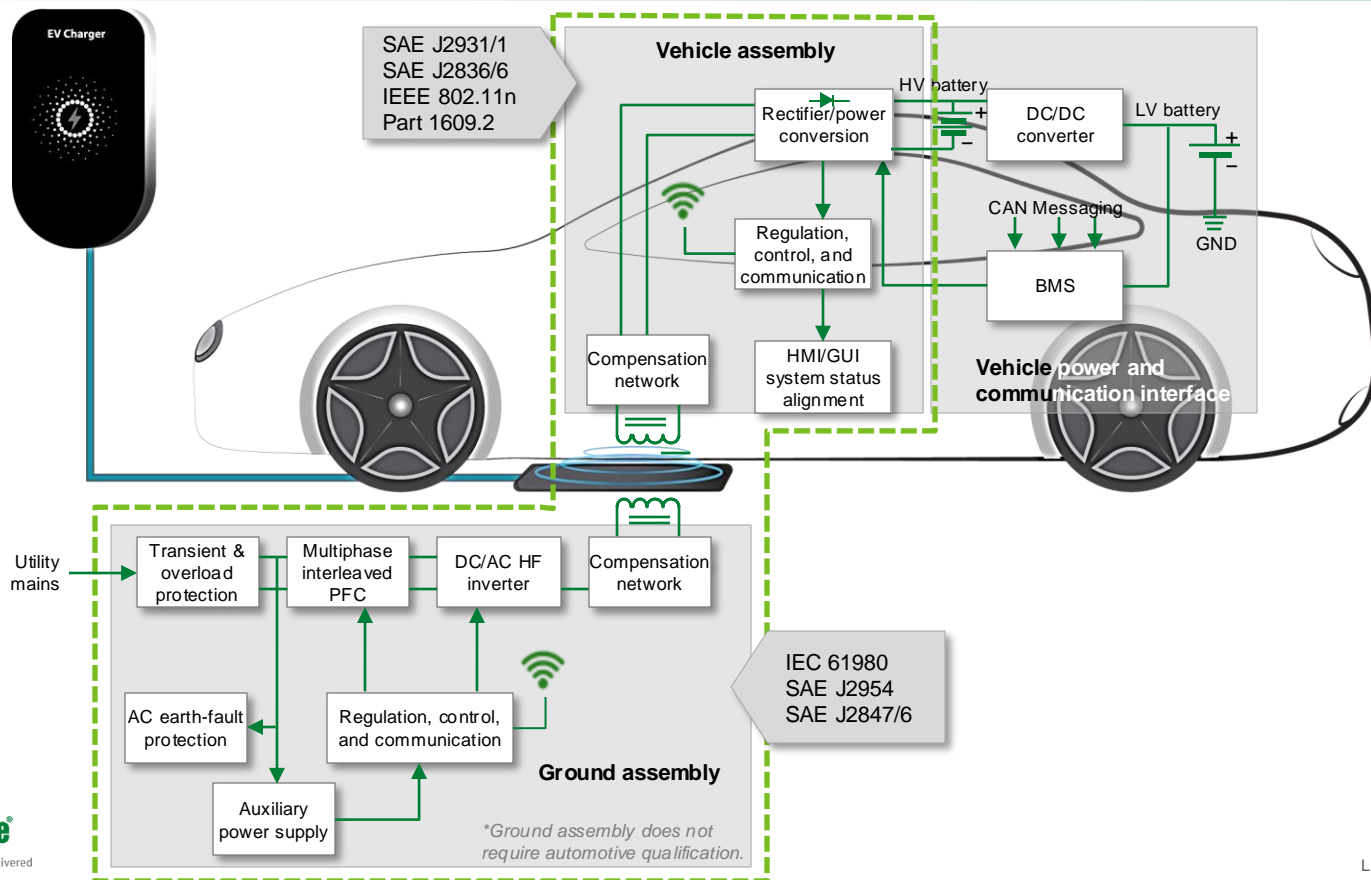 EV Charger
SAE J2931/1
SAE J2836/6
IEEE 802.11n
Part 1609.2
Vehicle assembly
Rectifier/power
conversion
HV battery
+
–
DC/DC
converter
LV battery
+
–
GND
CAN Messaging
BMS
Regulation,
control, and
communication
Compensation
network
HMI/GUI
system status
alignment
Vehicle power and
communication interface
Utility
mains
Transient &
overload
protection
Multiphase
interleaved
PFC
DC/AC HF
inverter
Compensation
network
IEC 61980
SAE J2954
SAE J2847/6
AC earth-fault
protection
Regulation, control,
and communication
Ground assembly
Auxiliary
power supply
*Ground assembly does not
require automotive qualification.
e®
ivered
L